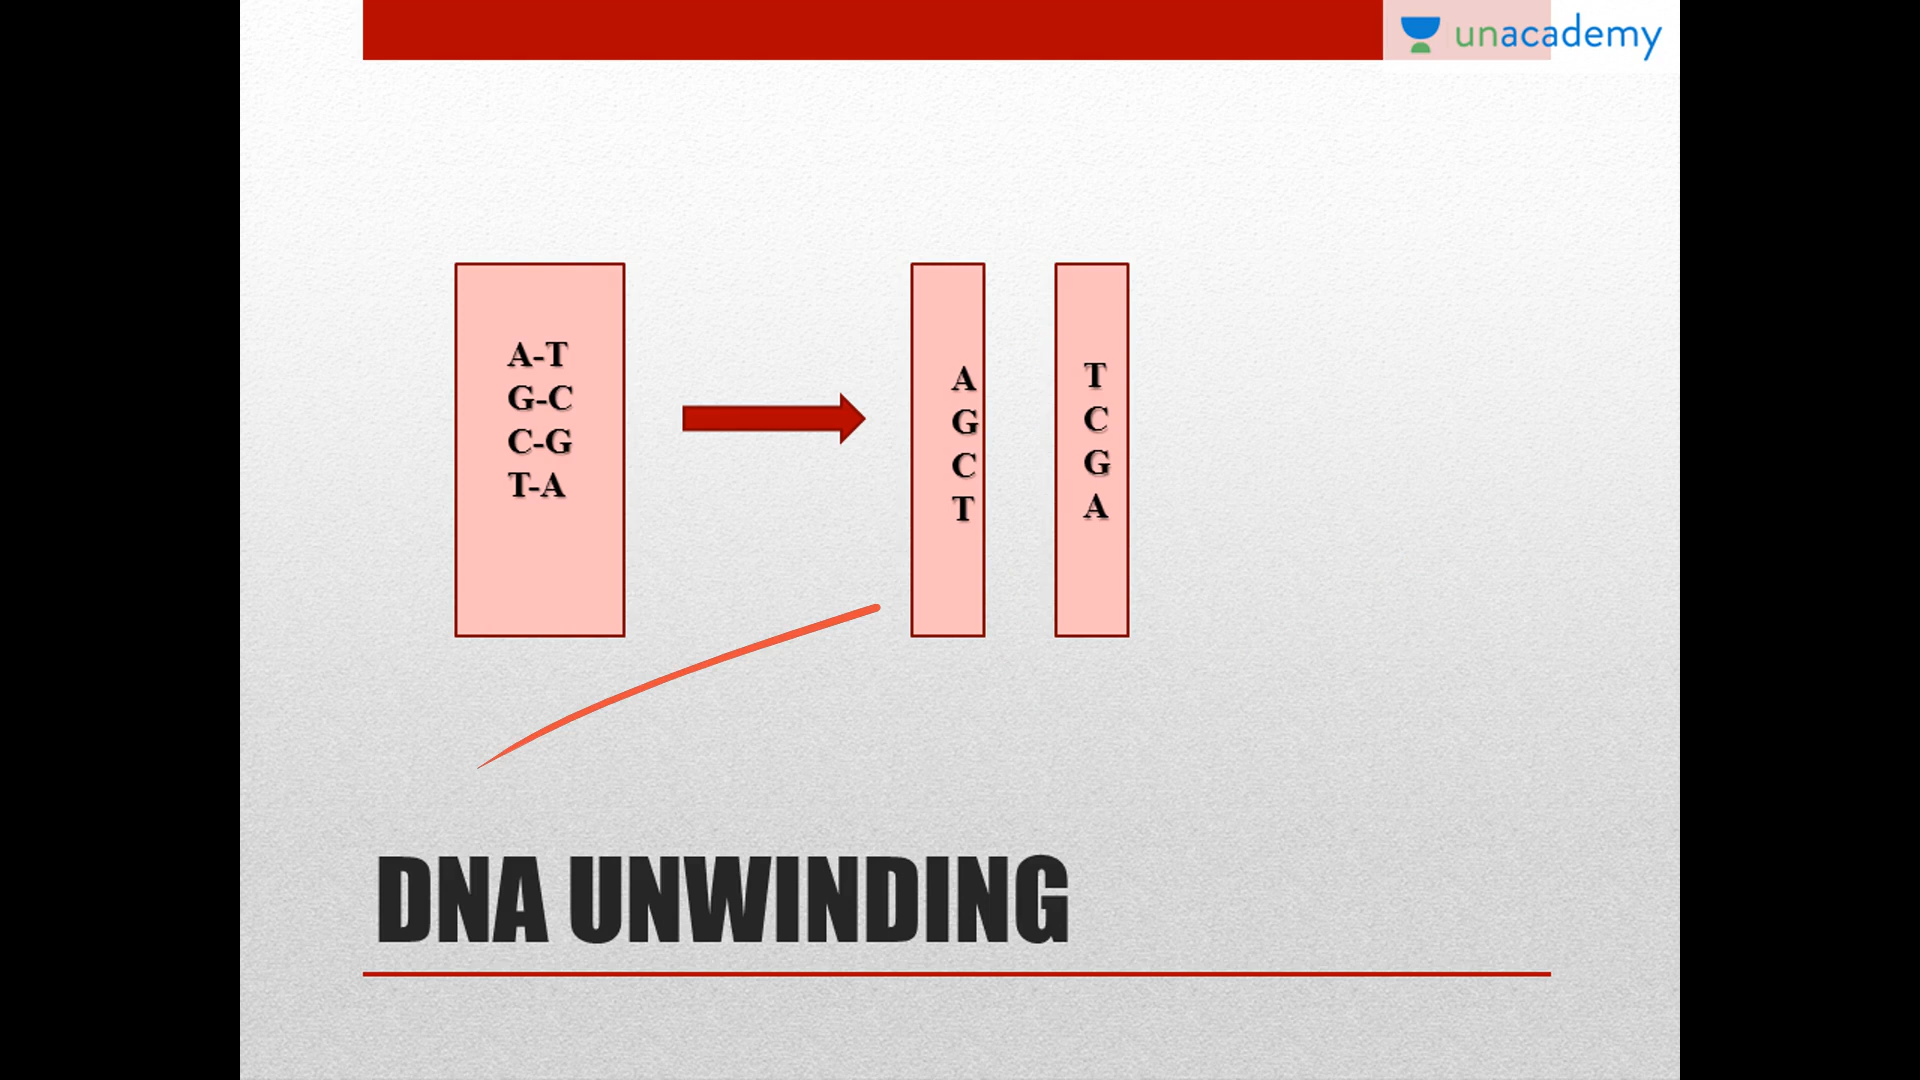 unacademy
A-T
G-C
C-G
T-A
A
G
C
T
T
C
G
A
DNA UNWINDING